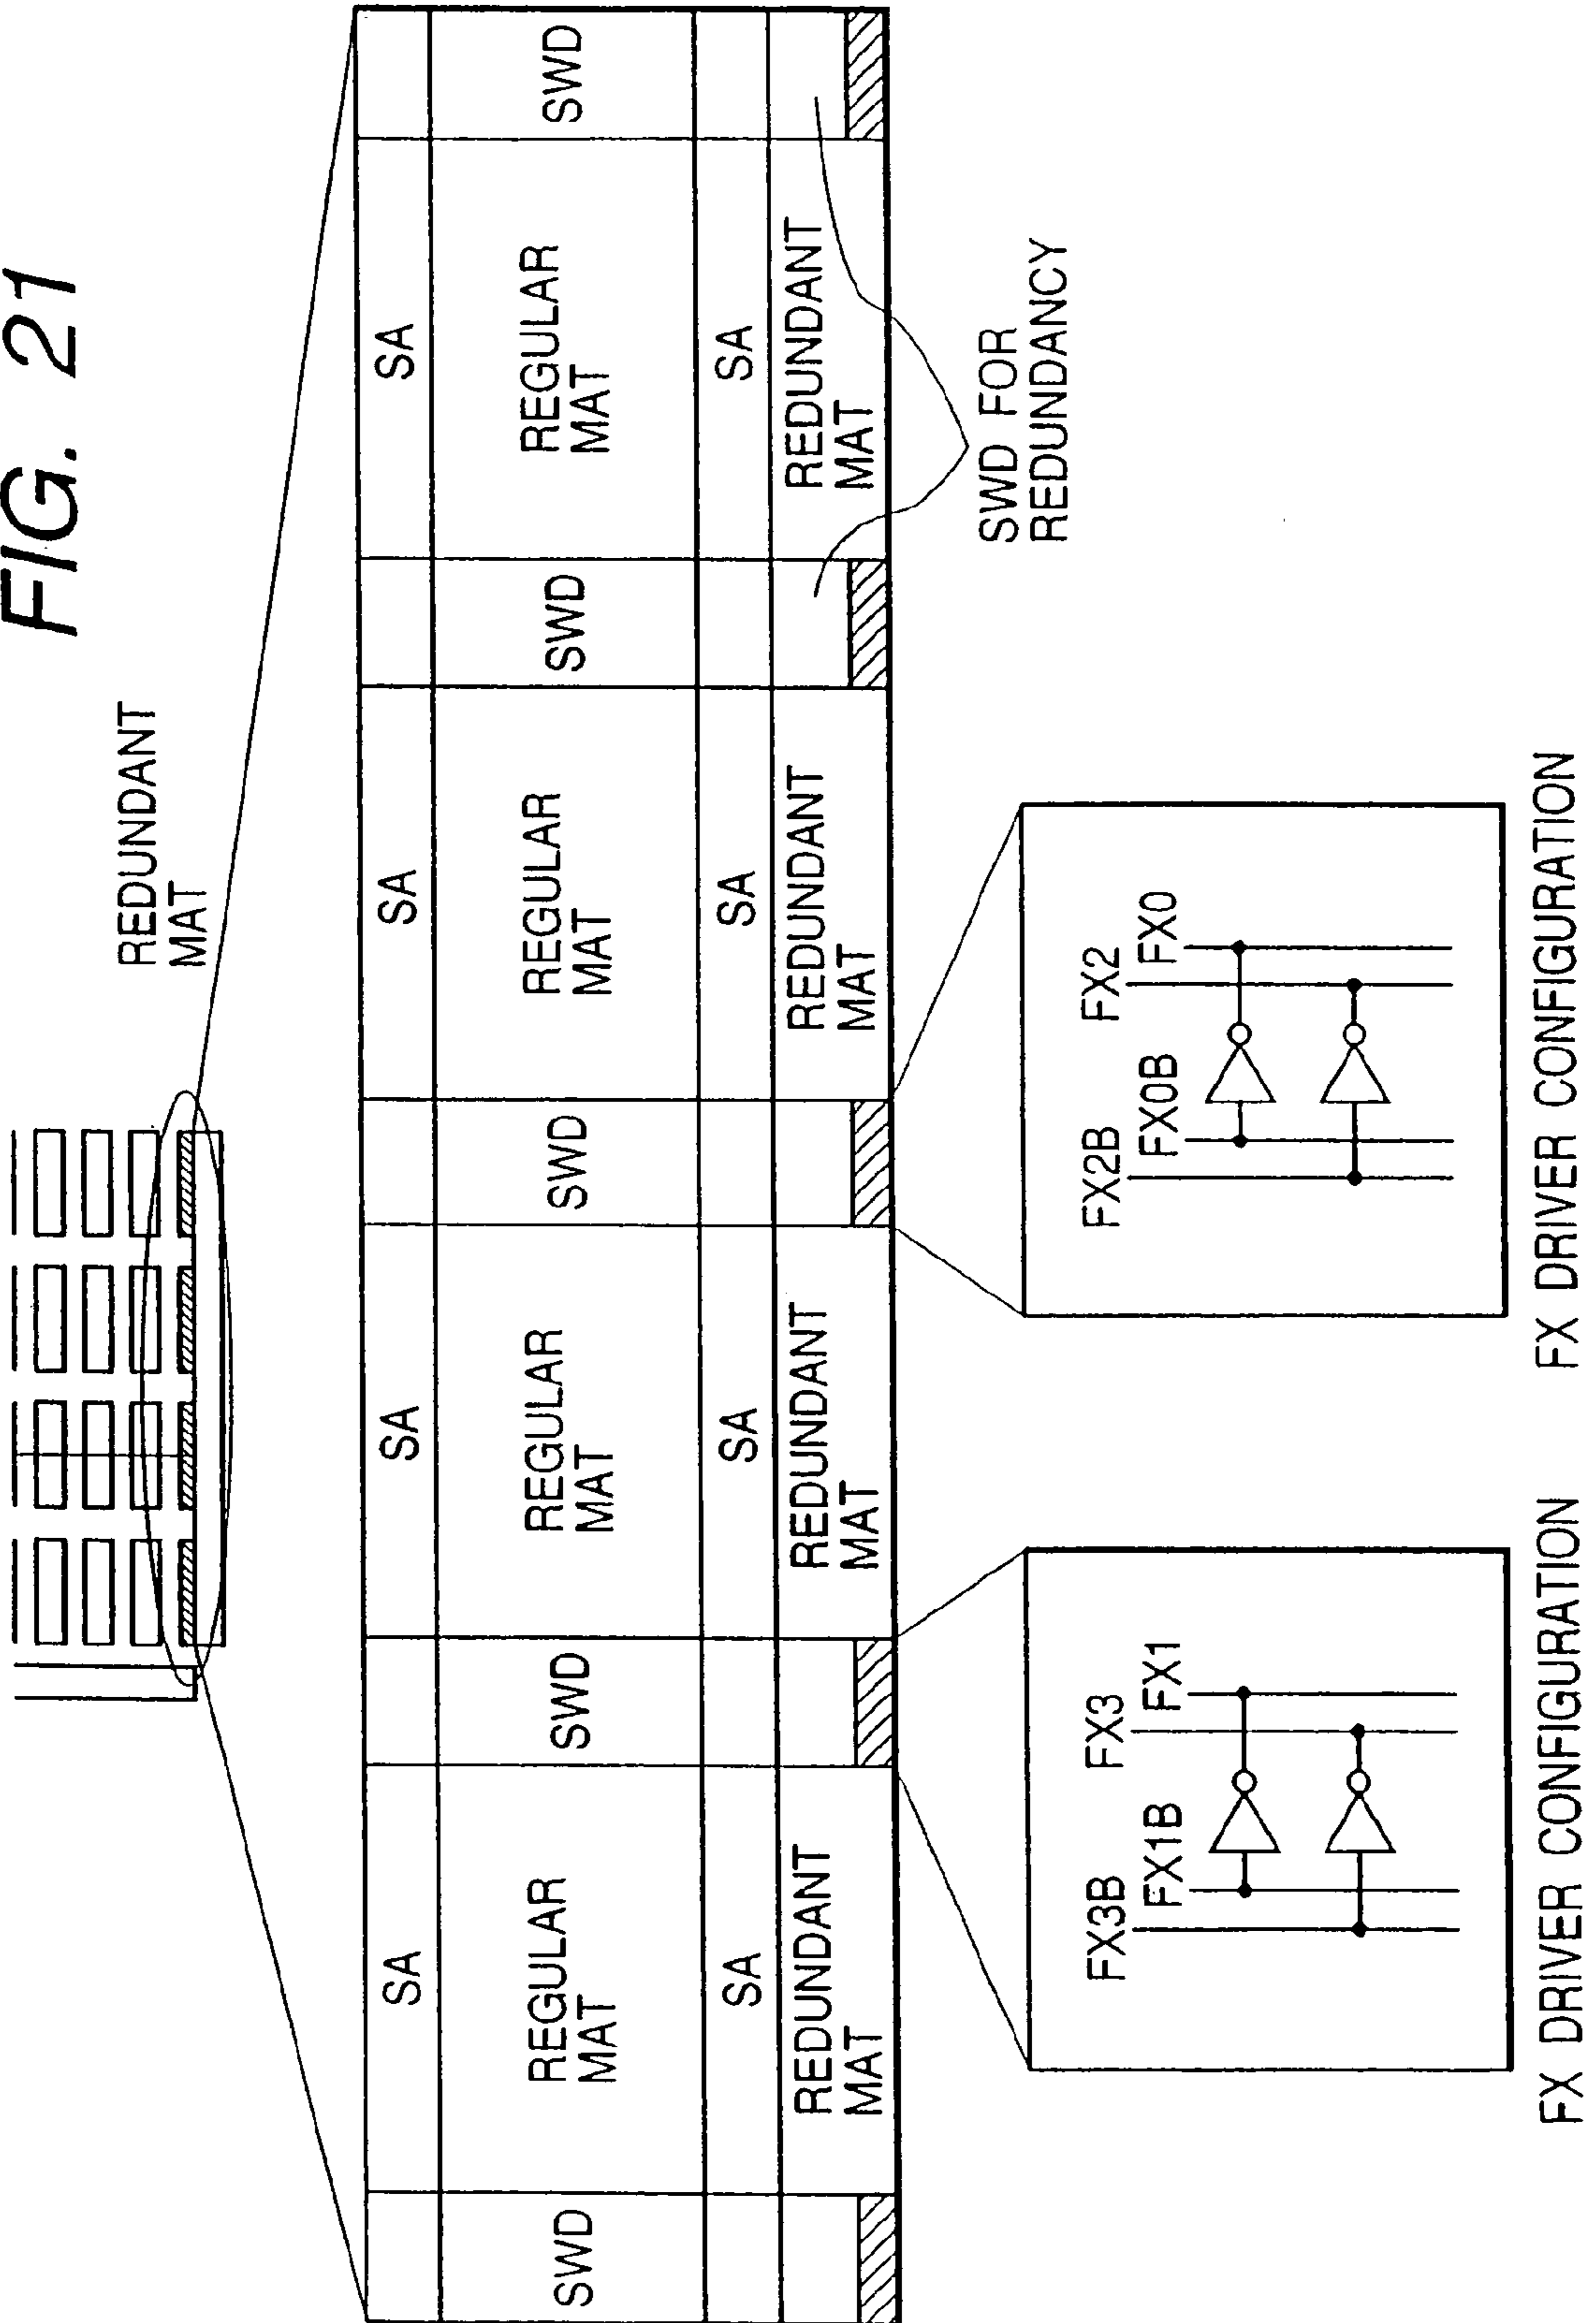 FIG. 21
REDUNDANT
MAT
SA
SA
SA
SA
SWD
REGULAR
MAT
SWD
REGULAR
MAT
SWD
REGULAR
MAT
SWD
REGULAR
MAT
SWD
SA
SA
SA
SA
REDUNDANT
MAT
REDUNDANT
MAT
REDUNDANT
MAT
REDUNDANT
MAT
SWD FOR
REDUNDANCY
FX3B
FX1B
FX3
FX1
FX DRIVER CONFIGURATION
FX2B
FX0B
FX2
FX0
FX DRIVER CONFIGURATION